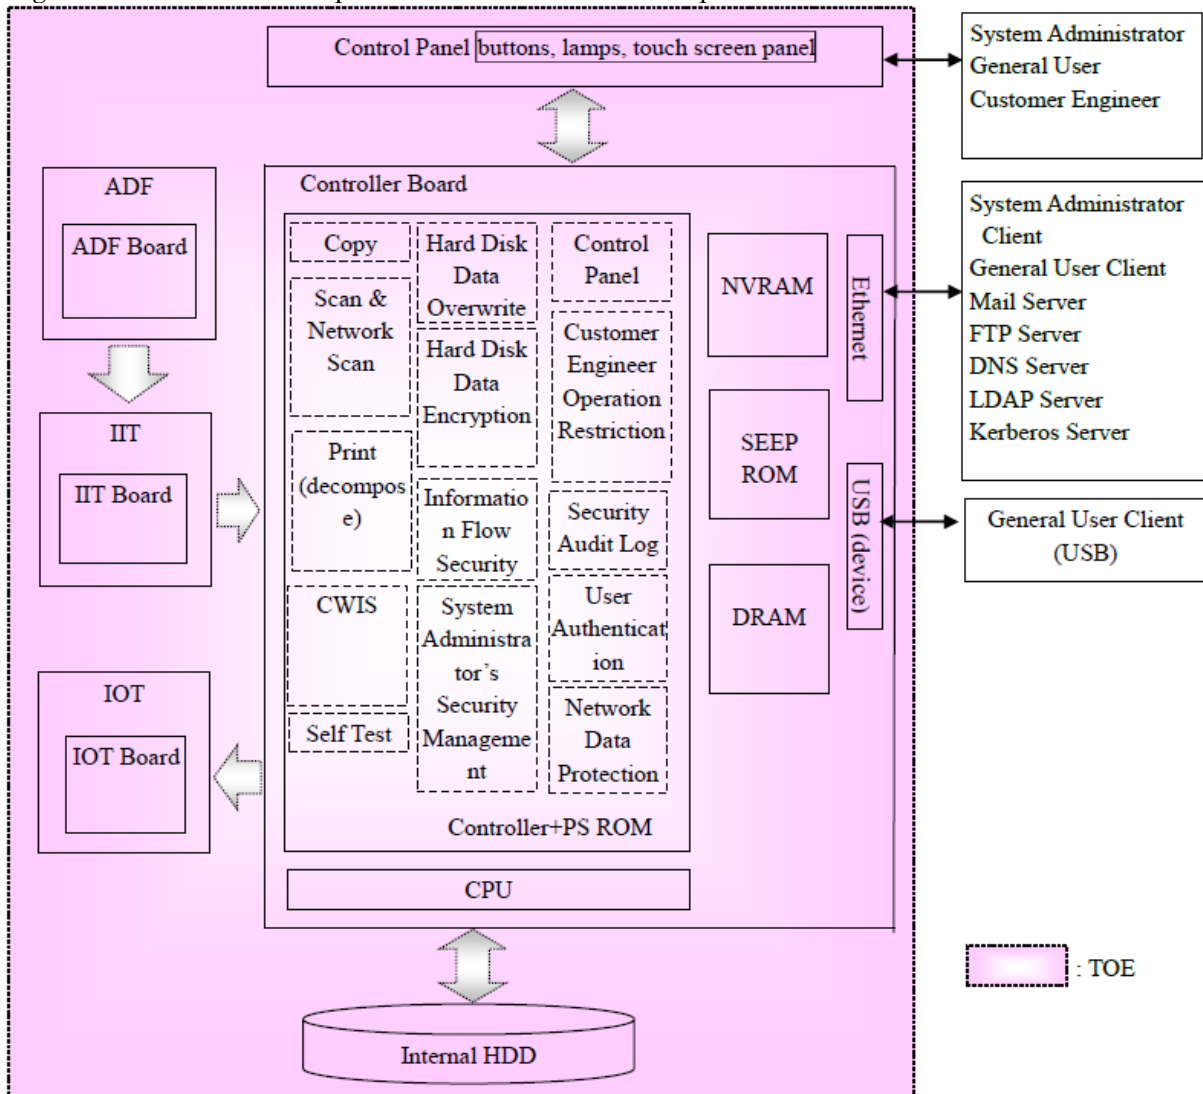 Control Panel buttons, lamps, touch screen panel
System Administrator
General User
Customer Engineer
ADF
ADF Board
IIT
IIT Board
IOT
IOT Board
Controller Board
Copy
Scan &
Network
Scan
Print
(decompos
e)
CWIS
Self Test
Hard Disk
Data
Overwrite
Hard Disk
Data
Encryption
Informatio
n Flow
Security
System
Administra
tor’s
Security
Manageme
nt
Control
Panel
Customer
Engineer
Operation
Restriction
Security
Audit Log
User
Authenticat
ion
Network
Data
Protection
Controller+PS ROM
CPU
NVRAM
SEEP
ROM
DRAM
Ethernet
USB (device)
System Administrator
Client
General User Client
Mail Server
FTP Server
DNS Server
LDAP Server
Kerberos Server
General User Client
(USB)
Internal HDD
: TOE